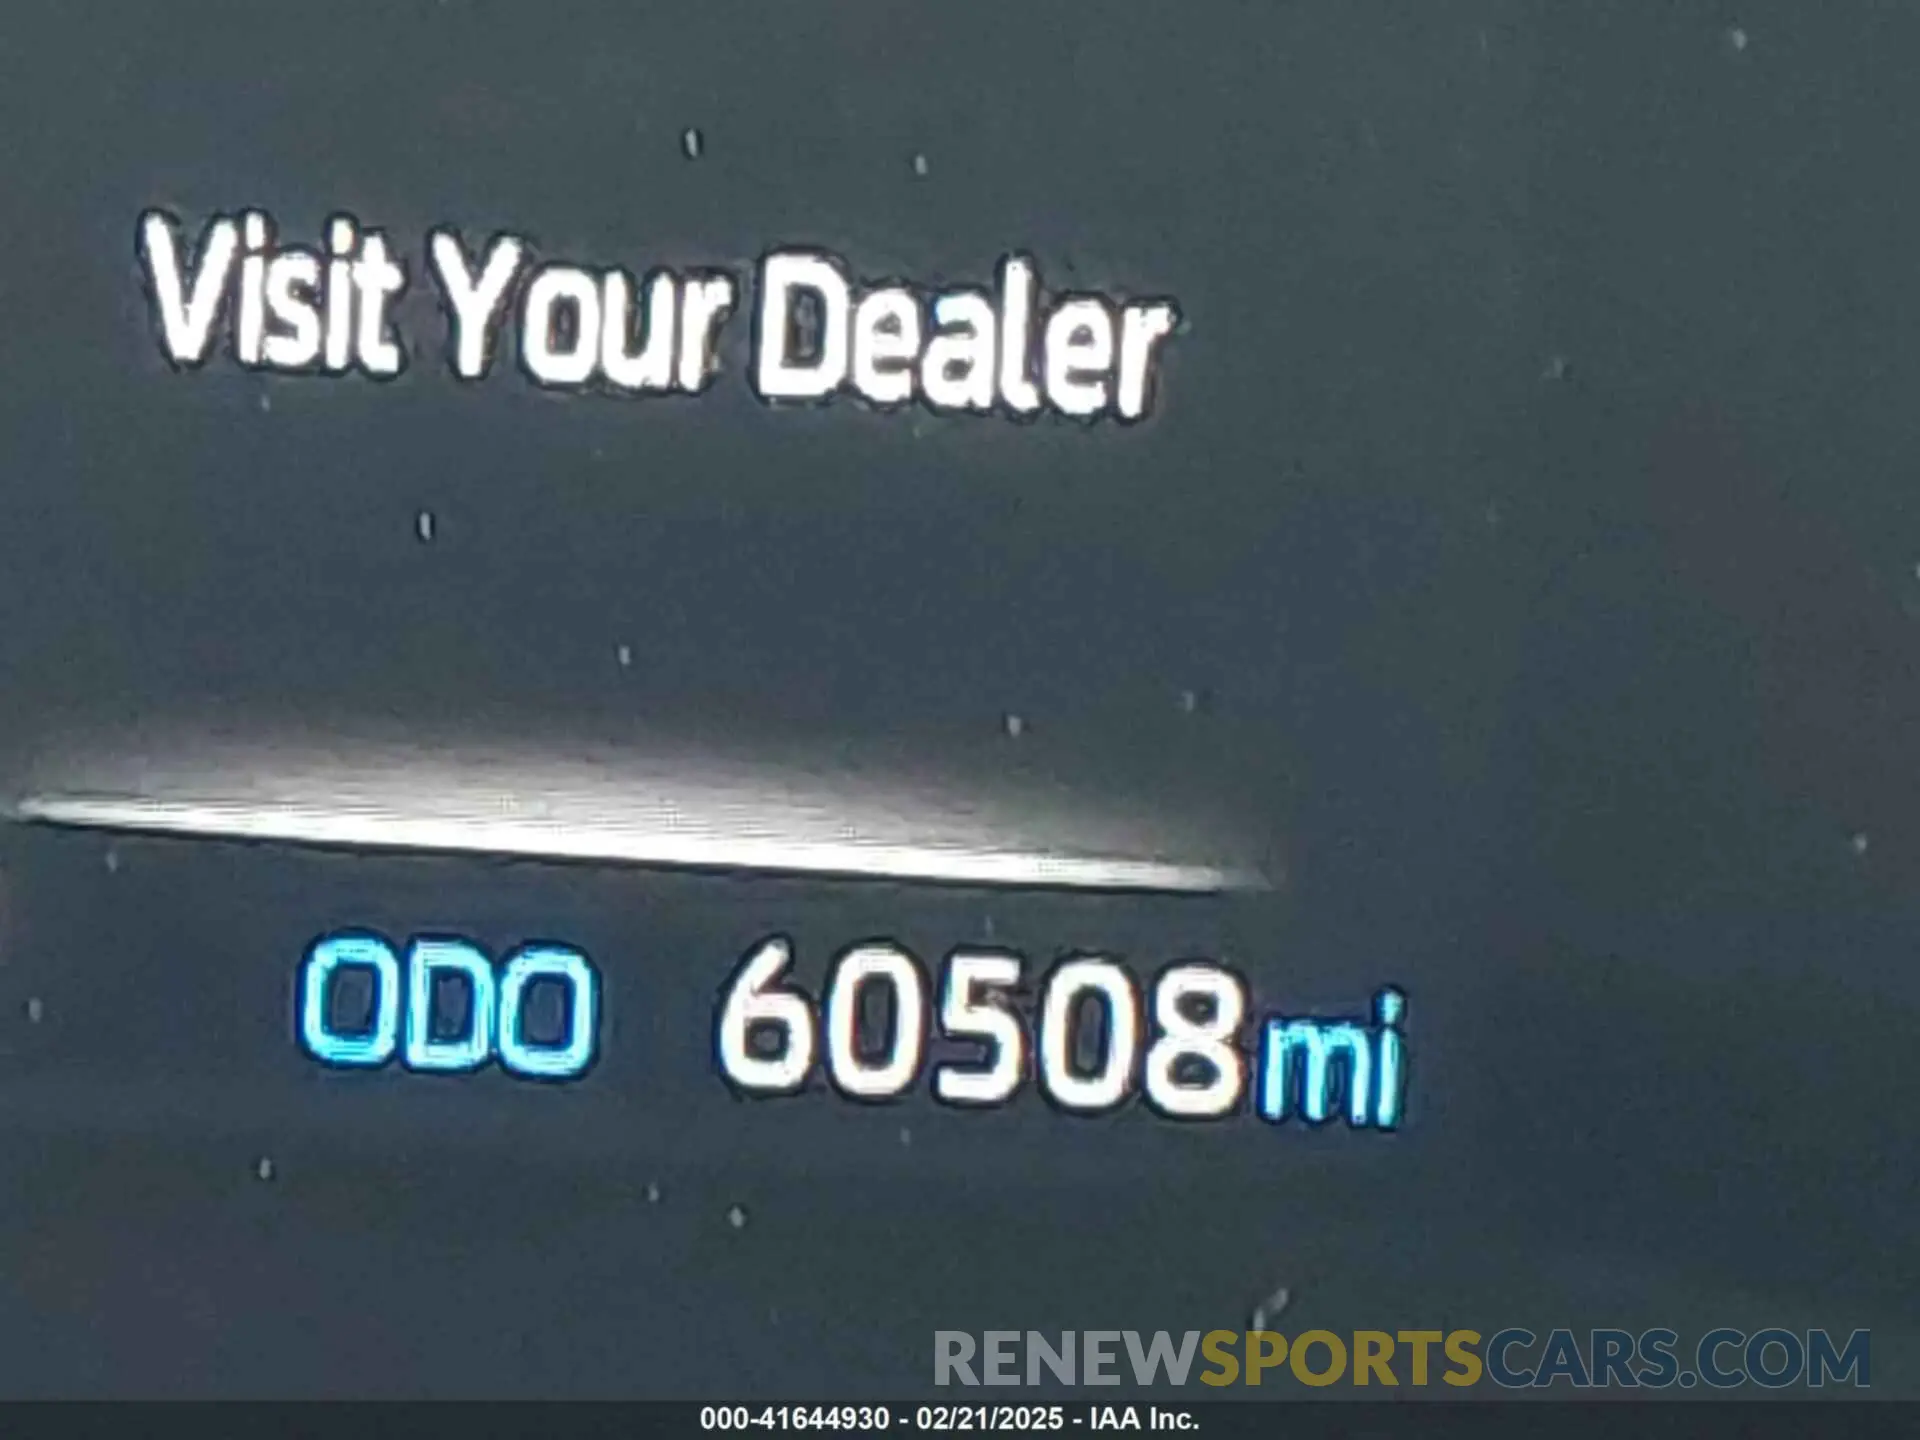 Visit Your Dealer
ODO 60508mi
RENEWSPORTSCARS.COM
000-41644930 - 02/21/2025 - IAA Inc.